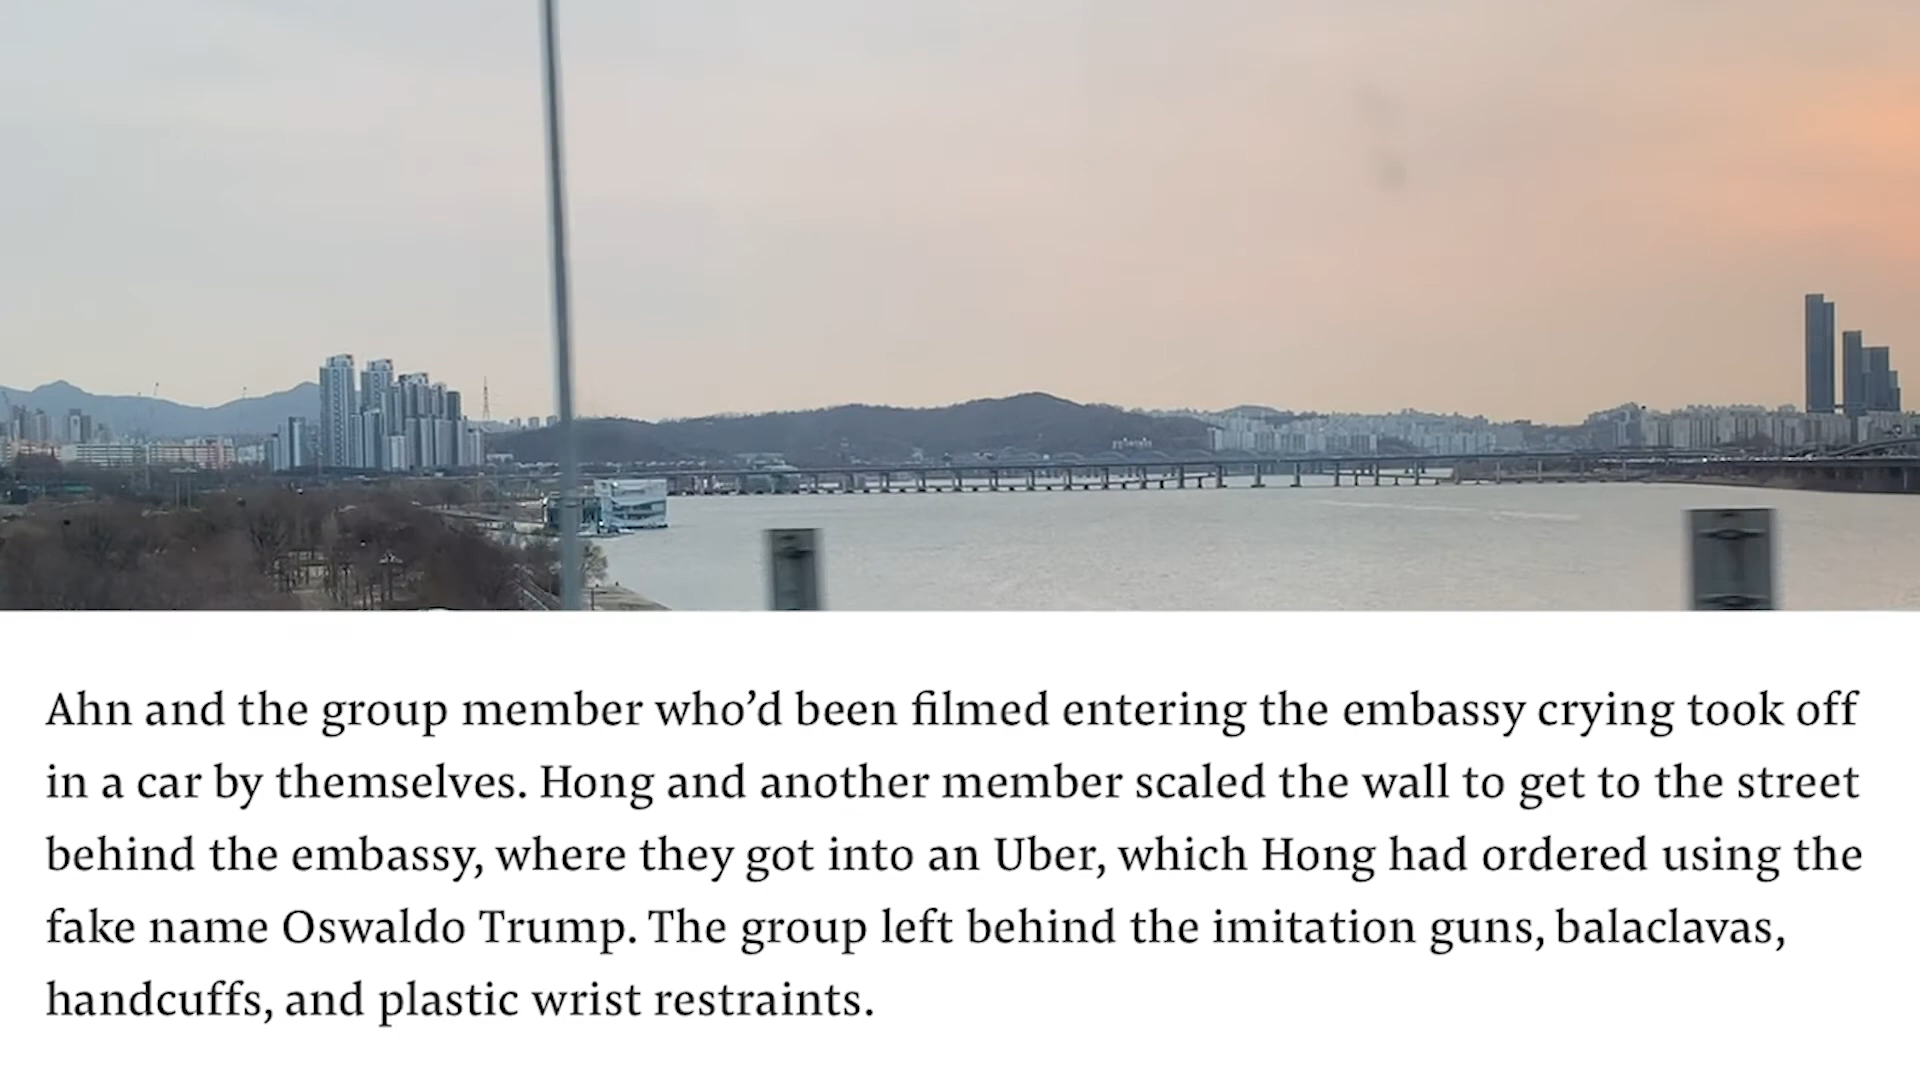 Ahn and the group member who’d been filmed entering the embassy crying took off
in a car by themselves. Hong and another member scaled the wall to get to the street
behind the embassy, where they got into an Uber, which Hong had ordered using the
fake name Oswaldo Trump. The group left behind the imitation guns, balaclavas,
handcuffs, and plastic wrist restraints.